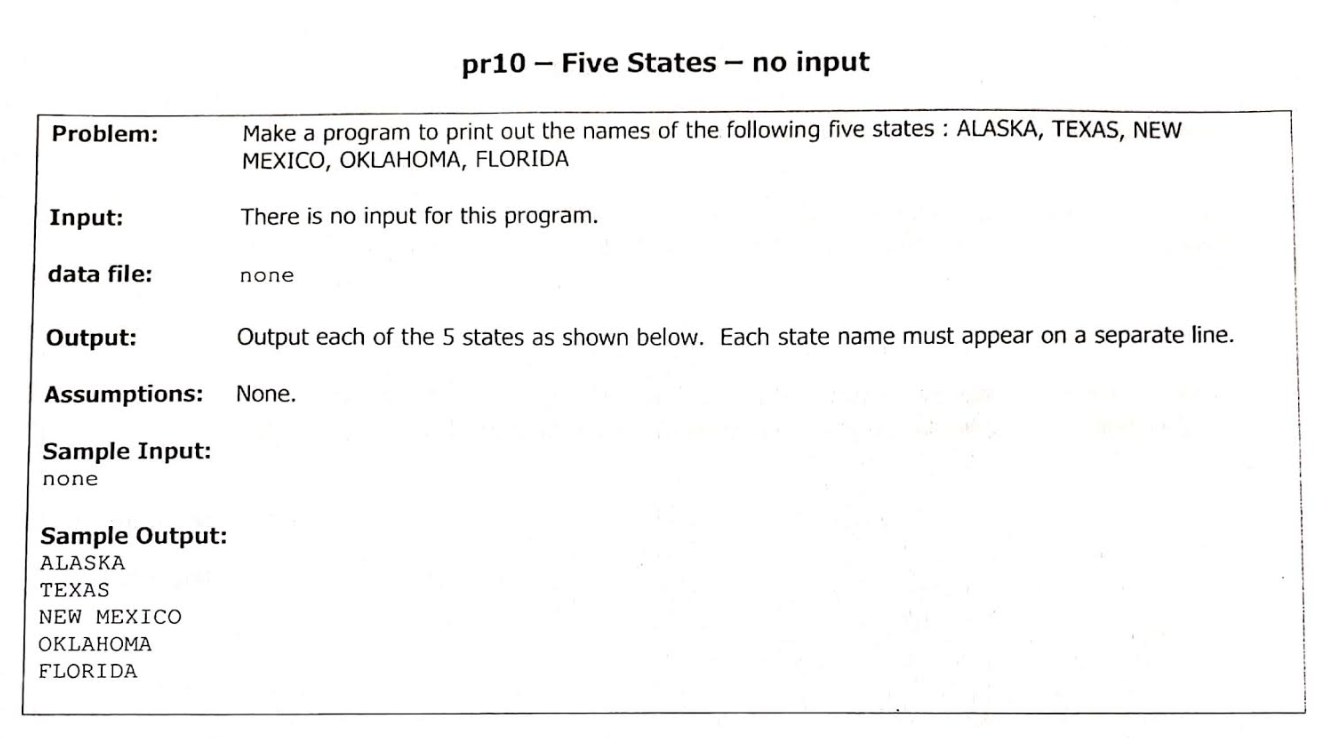 pr10 – Five States – no input
Problem: Make a program to print out the names of the following five states : ALASKA, TEXAS, NEW
MEXICO, OKLAHOMA, FLORIDA
Input: There is no input for this program.
data file: none
Output: Output each of the 5 states as shown below. Each state name must appear on a separate line.
Assumptions: None.
Sample Input:
none
Sample Output:
ALASKA
TEXAS
NEW MEXICO
OKLAHOMA
FLORIDA